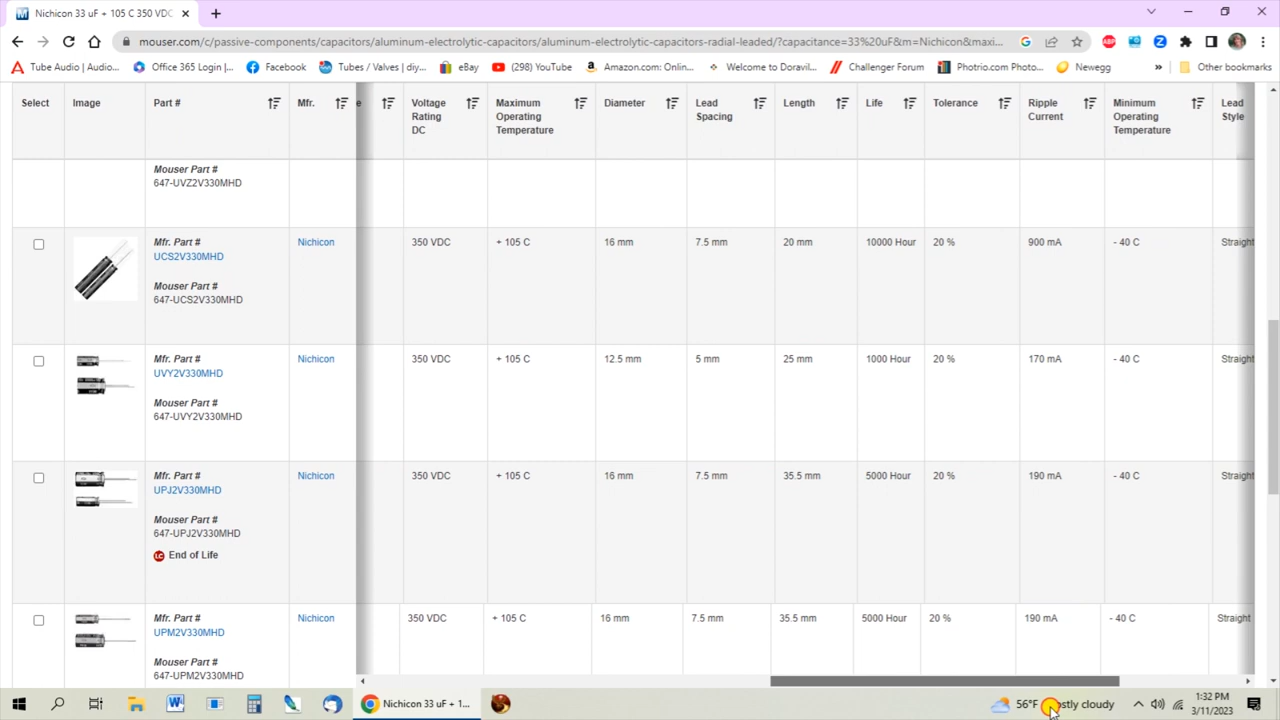 Nichicon 33 uF + 105 C 350 VDC
mouser.com/c/passive-components/capacitors/aluminum-electrolytic-capacitors/aluminum-electrolytic-capacitors-radial-leaded/?capacitance=33%20uF&m=Nichicon&maxi...
Tube Audio | Audio... Office 365 Login |... Facebook Tubes / Valves | diy... eBay (298) YouTube Amazon.com: Onlin... Welcome to Doravil... Challenger Forum Photrio.com Photo... Newegg » Other bookmarks
Select Image Part # Mfr. e Voltage Rating DC Maximum Operating Temperature Diameter Lead Spacing Length Life Tolerance Ripple Current Minimum Operating Temperature Lead Style
Mouser Part #
647-UVZ2V330MHD
Mfr. Part # Nichicon 350 VDC + 105 C 16 mm 7.5 mm 20 mm 10000 Hour 20 % 900 mA - 40 C Straight
UCS2V330MHD
Mouser Part #
647-UCS2V330MHD
Mfr. Part # Nichicon 350 VDC + 105 C 12.5 mm 5 mm 25 mm 1000 Hour 20 % 170 mA - 40 C Straight
UVY2V330MHD
Mouser Part #
647-UVY2V330MHD
Mfr. Part # Nichicon 350 VDC + 105 C 16 mm 7.5 mm 35.5 mm 5000 Hour 20 % 190 mA - 40 C Straight
UPJ2V330MHD
Mouser Part #
647-UPJ2V330MHD
LC End of Life
Mfr. Part # Nichicon 350 VDC + 105 C 16 mm 7.5 mm 35.5 mm 5000 Hour 20 % 190 mA - 40 C Straight
UPM2V330MHD
Mouser Part #
647-UPM2V330MHD
Nichicon 33 uF + 1... 56°F ostly cloudy 1:32 PM
3/11/2023